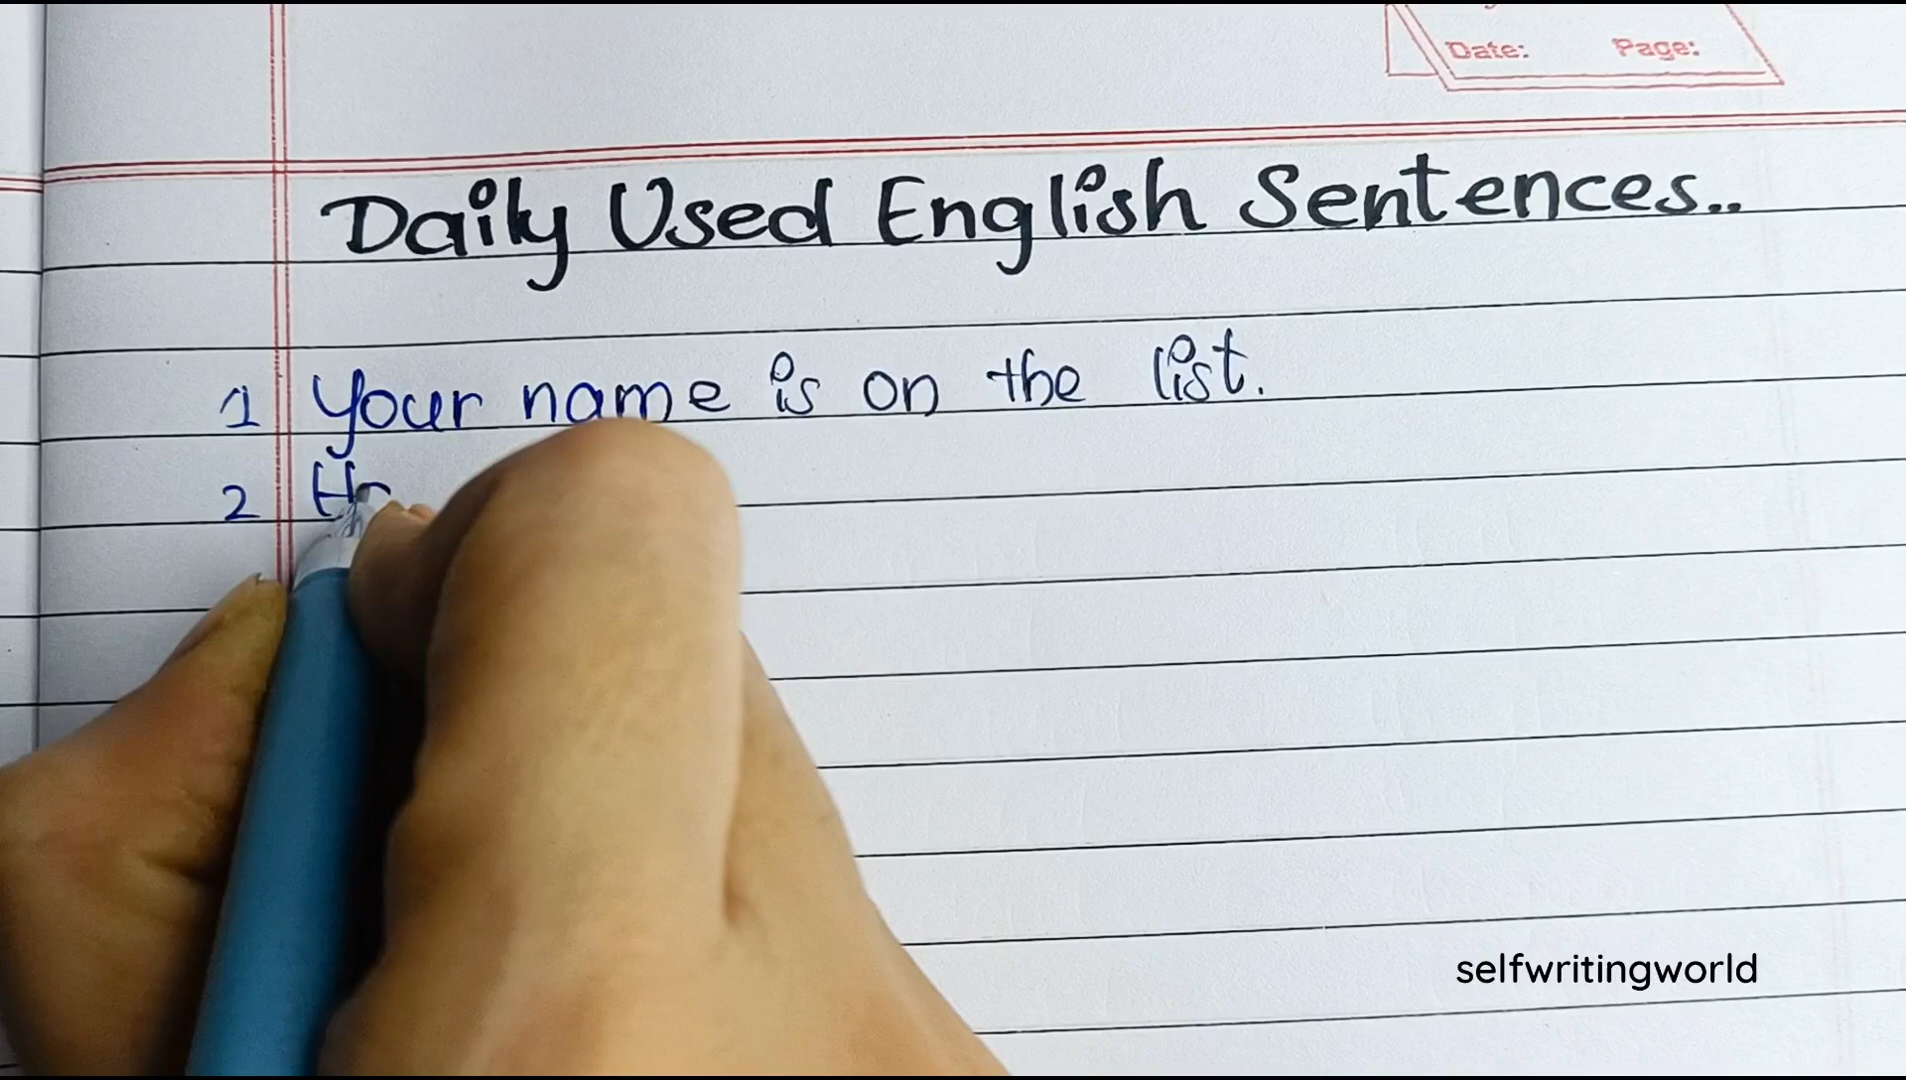 Date: Page:
Daily Used English Sentences..
1 Your name is on the list.
2
selfwritingworld